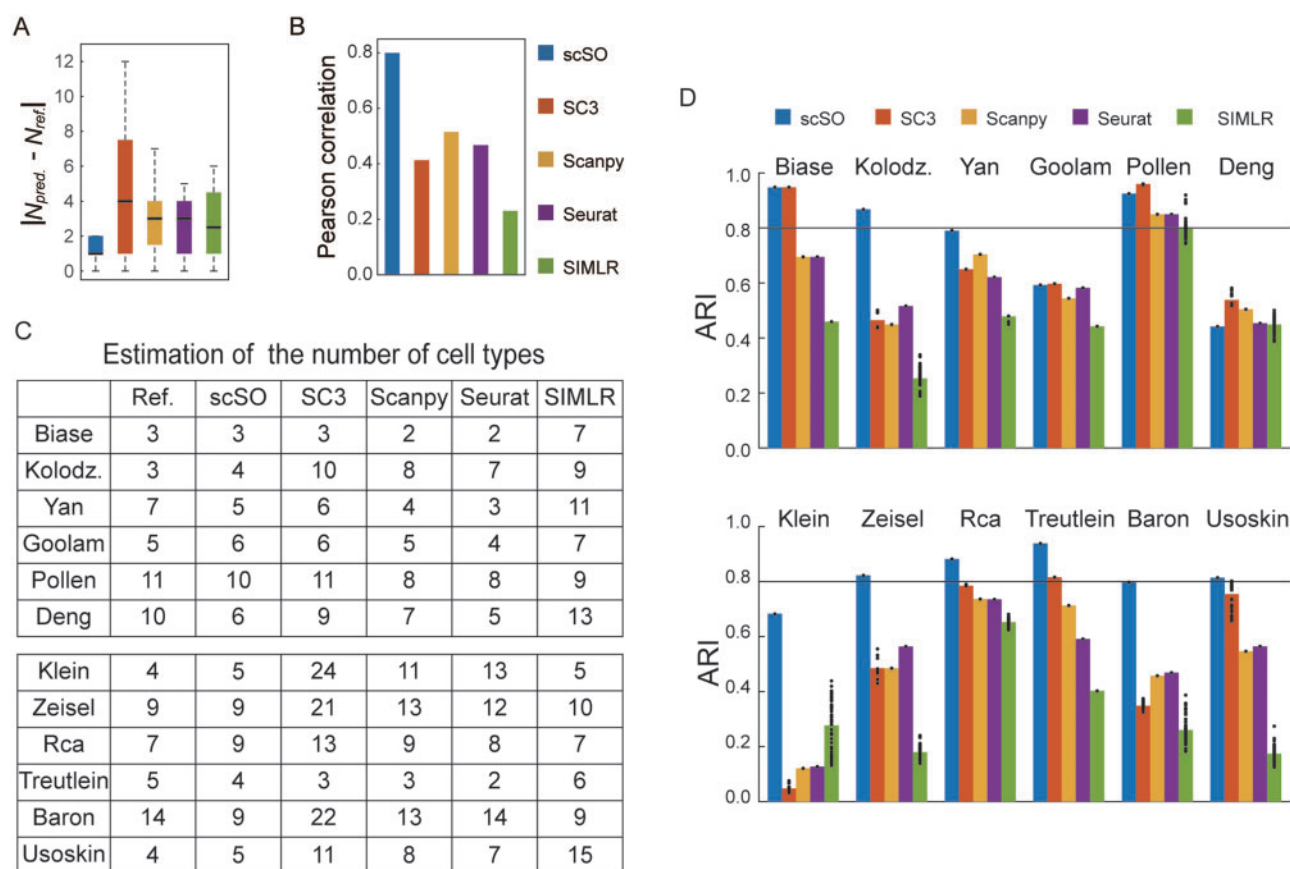 A
|Npred. - Nref.|
12
10
8
6
4
2
0
B
Pearson correlation
0.8
0.6
0.4
0.2
0.0
scSO
SC3
Scanpy
Seurat
SIMLR
C
Estimation of the number of cell types
Ref. scSO SC3 Scanpy Seurat SIMLR
Biase 3 3 3 2 2 7
Kolodz. 3 4 10 8 7 9
Yan 7 5 6 4 3 11
Goolam 5 6 6 5 4 7
Pollen 11 10 11 8 8 9
Deng 10 6 9 7 5 13
Klein 4 5 24 11 13 5
Zeisel 9 9 21 13 12 10
Rca 7 9 13 9 8 7
Treutlein 5 4 3 3 2 6
Baron 14 9 22 13 14 9
Usoskin 4 5 11 8 7 15
D
scSO SC3 Scanpy Seurat SIMLR
Biase Kolodz. Yan Goolam Pollen Deng
ARI
1.0
0.8
0.6
0.4
0.2
0.0
Klein Zeisel Rca Treutlein Baron Usoskin
ARI
1.0
0.8
0.6
0.4
0.2
0.0